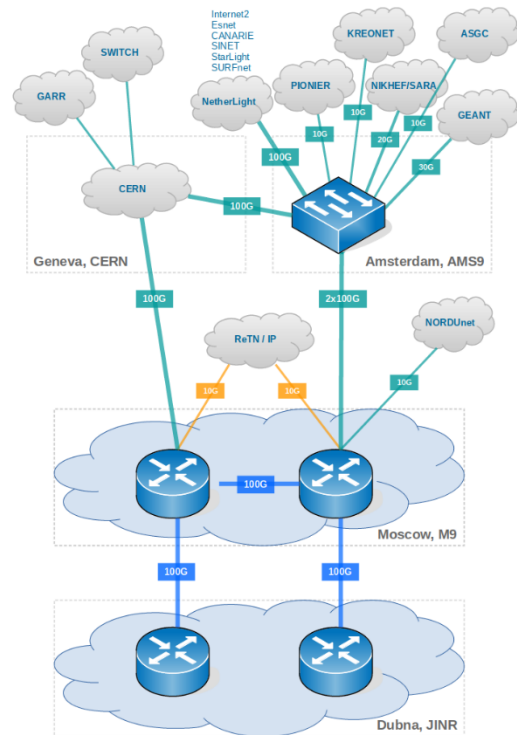 Internet2
Esnet
CANARIE
SINET
StarLight
SURFnet
KREONET
ASGC
SWITCH
PIONIER
NIKHEF/SARA
GARR
NetherLight
GEANT
10G
10G
10G
20G
100G
30G
CERN
100G
Geneva, CERN
Amsterdam, AMS9
100G
2x100G
NORDUnet
ReTN / IP
10G
10G
10G
100G
Moscow, M9
100G
100G
Dubna, JINR